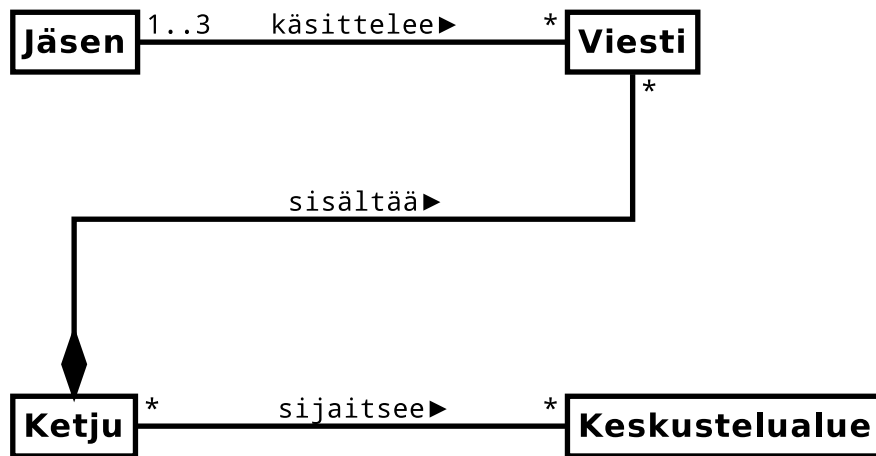 Jäsen 1..3 käsittelee► * Viesti
*
sisältää►
Ketju * sijaitsee► * Keskustelualue